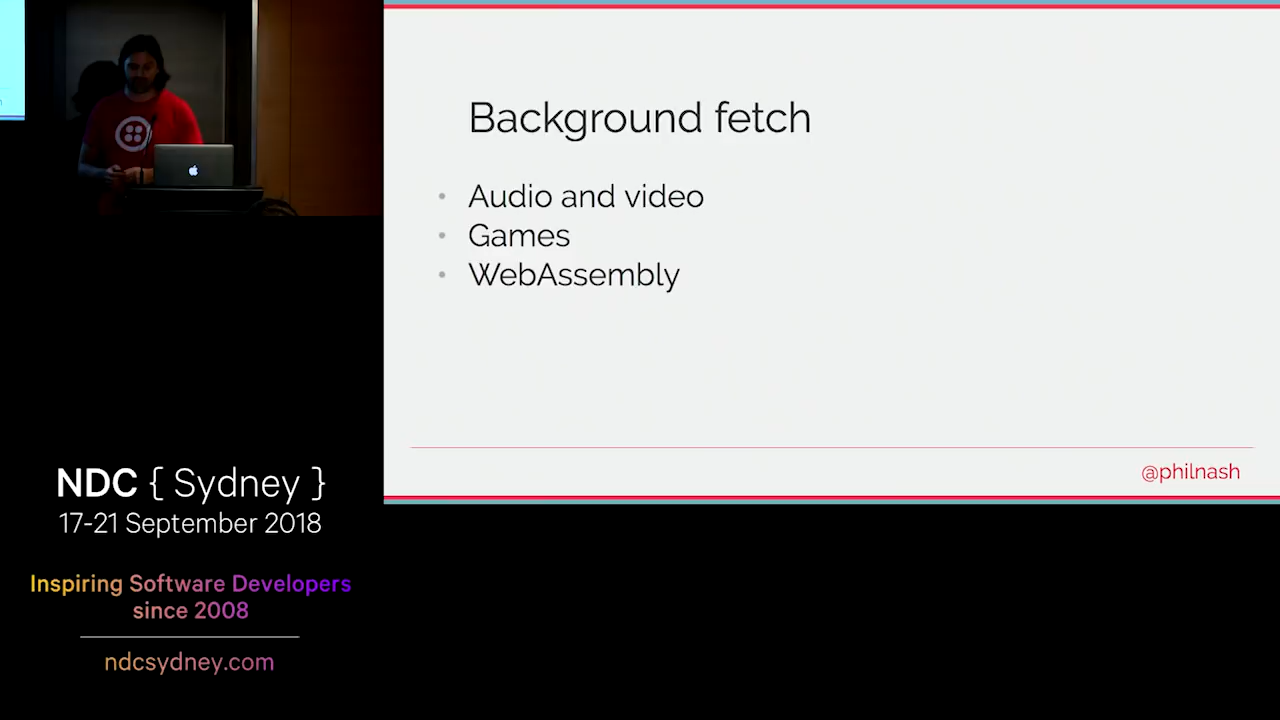 Background fetch
• Audio and video
• Games
• WebAssembly
@philnash
NDC { Sydney }
17-21 September 2018
Inspiring Software Developers
since 2008
ndcsydney.com